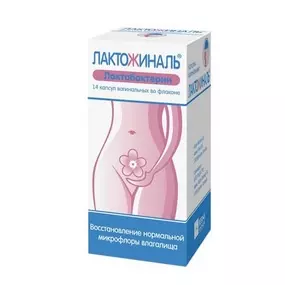 ЛАКТОЖИНАЛЬ®
Лактобактерии
14 капсул вагинальных во флаконе
Восстановление нормальной
микрофлоры влагалища
ЛАКТОЖИНАЛЬ